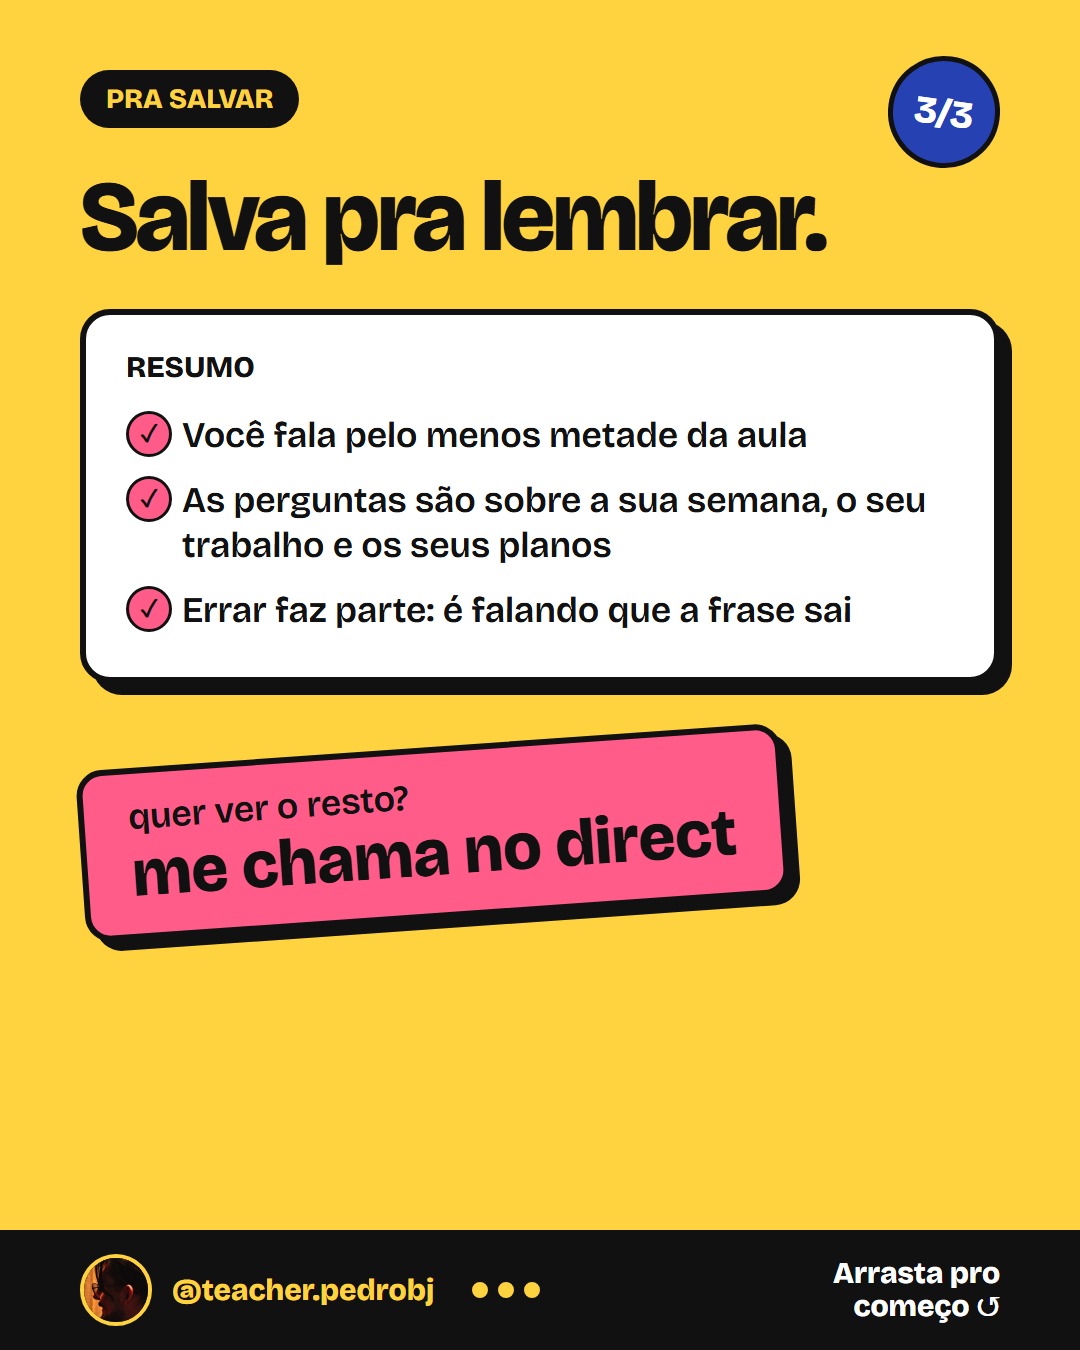 PRA SALVAR
3/3
Salva pra lembrar.
RESUMO
✓ Você fala pelo menos metade da aula
✓ As perguntas são sobre a sua semana, o seu
trabalho e os seus planos
✓ Errar faz parte: é falando que a frase sai
quer ver o resto?
me chama no direct
@teacher.pedrobj
Arrasta pro
começo ↺